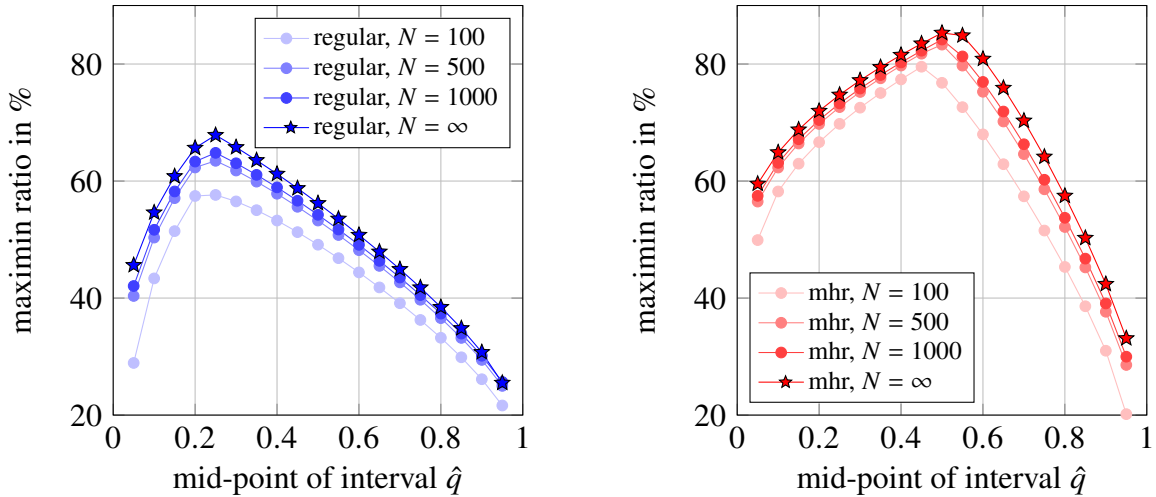 maximin ratio in %
80
60
40
20
0
0.2
0.4
0.6
0.8
1
mid-point of interval q̂
regular, N = 100
regular, N = 500
regular, N = 1000
regular, N = ∞
maximin ratio in %
80
60
40
20
0
0.2
0.4
0.6
0.8
1
mid-point of interval q̂
mhr, N = 100
mhr, N = 500
mhr, N = 1000
mhr, N = ∞